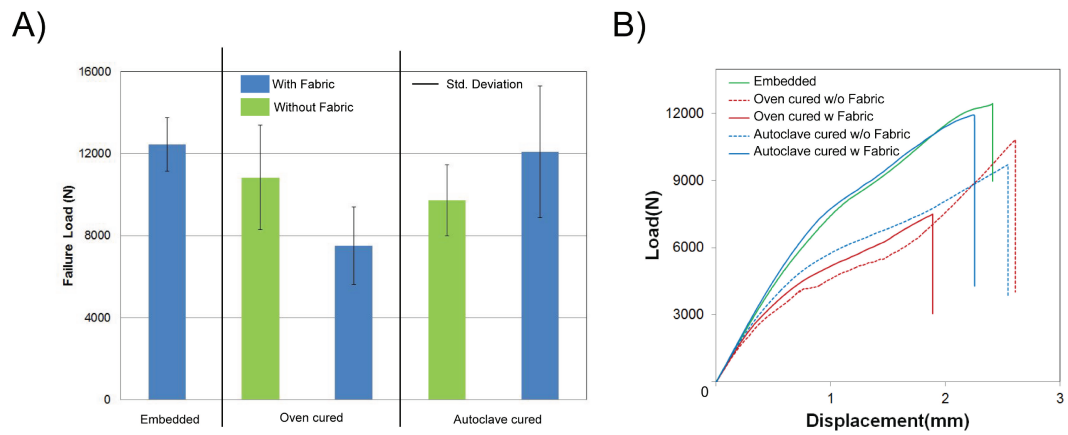 A)
16000
12000
8000
4000
0
Failure Load (N)
With Fabric
Without Fabric
Std. Deviation
Embedded
Oven cured
Autoclave cured
B)
12000
9000
6000
3000
0
Load(N)
Embedded
Oven cured w/o Fabric
Oven cured w Fabric
Autoclave cured w/o Fabric
Autoclave cured w Fabric
0
1
2
3
Displacement(mm)